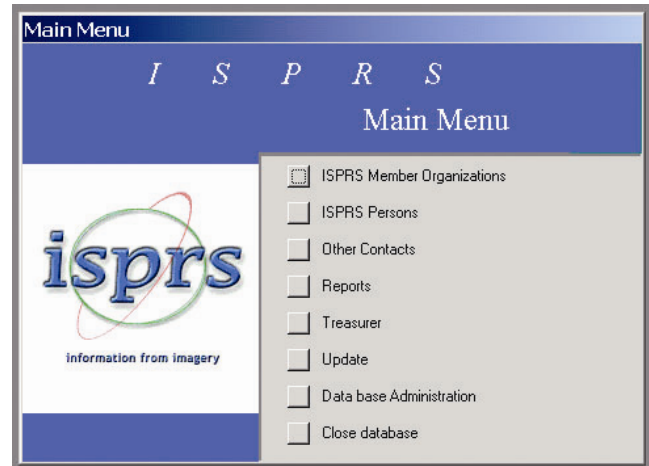 Main Menu
I S P R S
Main Menu
isprs
information from imagery
ISPRS Member Organizations
ISPRS Persons
Other Contacts
Reports
Treasurer
Update
Data base Administration
Close database